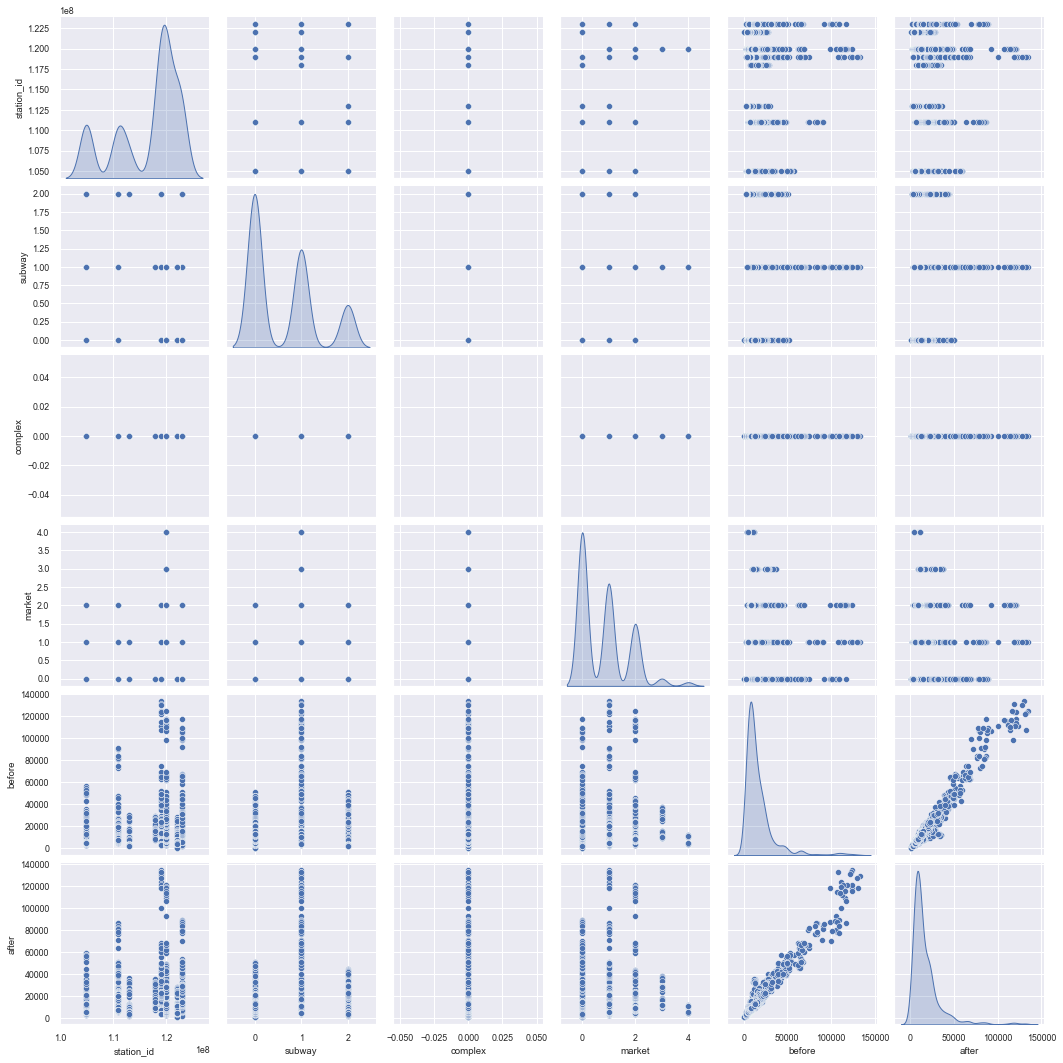 1e8
1.225
1.200
1.175
1.150
1.125
1.100
1.075
1.050
station_id
2.00
1.75
1.50
1.25
1.00
0.75
0.50
0.25
0.00
subway
0.04
0.02
0.00
−0.02
−0.04
complex
4.0
3.5
3.0
2.5
2.0
1.5
1.0
0.5
0.0
market
140000
120000
100000
80000
60000
40000
20000
0
before
140000
120000
100000
80000
60000
40000
20000
0
after
1.0 1.1 1.2
1e8
station_id
0 1 2
subway
−0.050 −0.025 0.000 0.025 0.050
complex
0 2 4
market
0 50000 100000 150000
before
0 50000 100000 150000
after